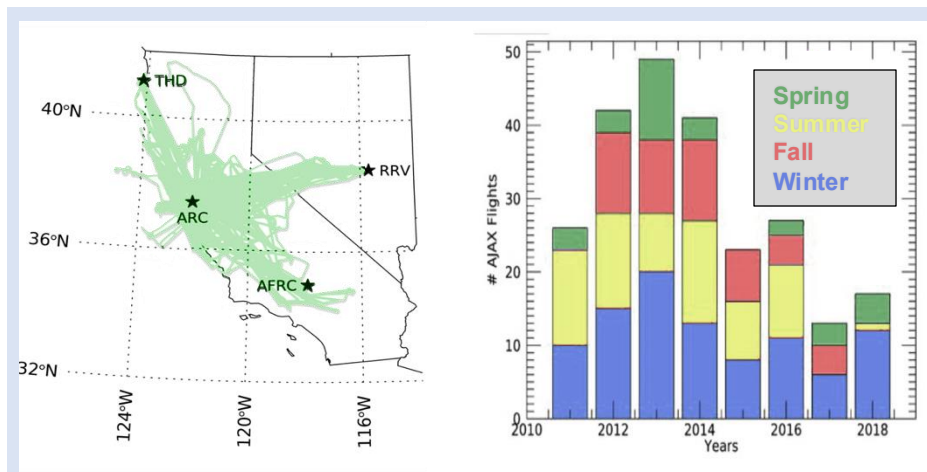 THD
40°N
RRV
ARC
36°N
AFRC
32°N
124°W
120°W
116°W
50
40
30
20
10
0
# AJAX Flights
Spring
Summer
Fall
Winter
2010
2012
2014
2016
2018
Years